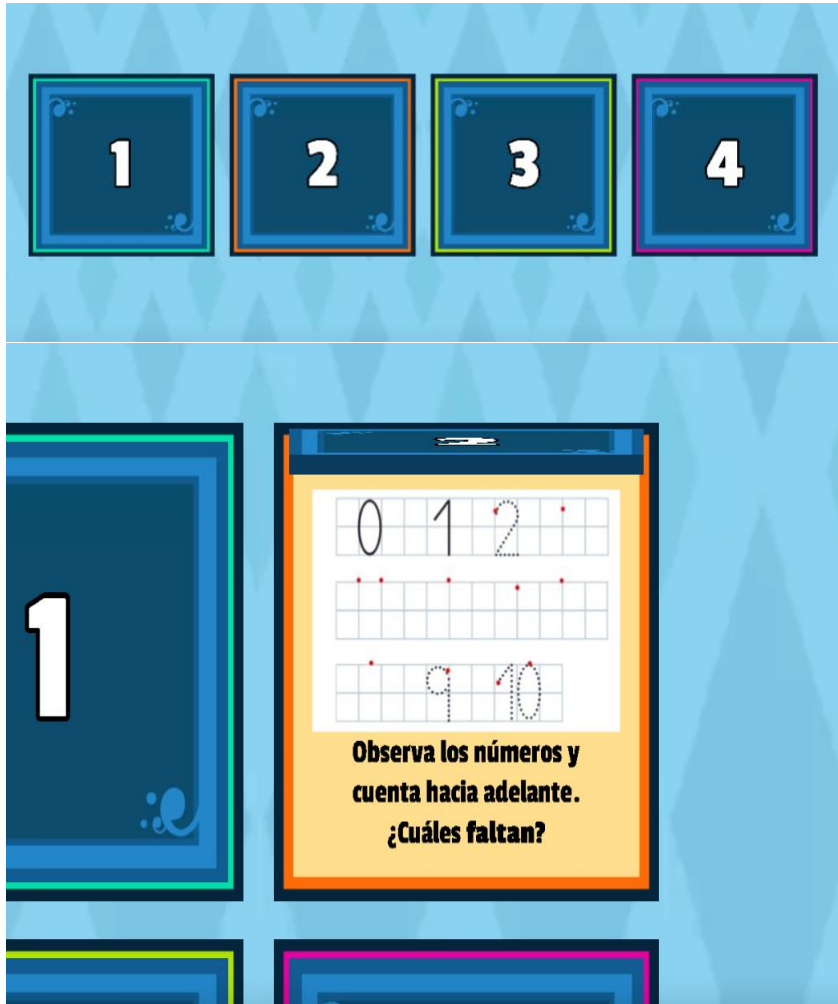 1 2 3 4
1
0 1 2
9 10
Observa los números y
cuenta hacia adelante.
¿Cuáles faltan?